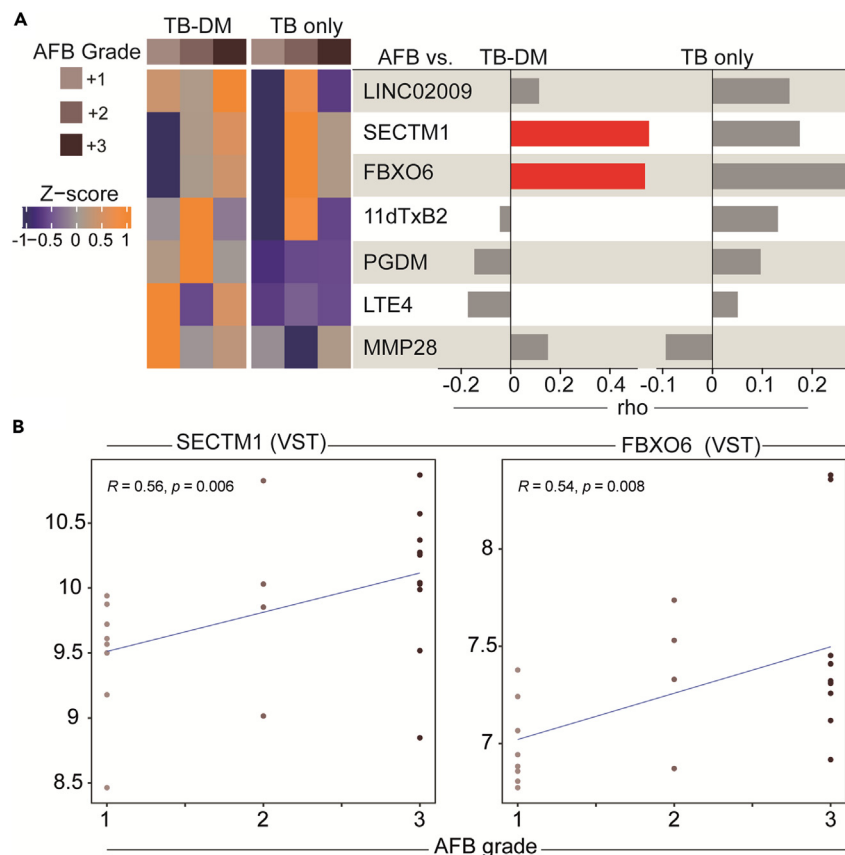 A
TB-DM TB only
AFB Grade
+1
+2
+3
Z-score
-1 -0.5 0 0.5 1
AFB vs. TB-DM TB only
LINC02009
SECTM1
FBXO6
11dTxB2
PGDM
LTE4
MMP28
-0.2 0 0.2 0.4 -0.1 0 0.1 0.2
rho
B
SECTM1 (VST) FBXO6 (VST)
R = 0.56, p = 0.006
R = 0.54, p = 0.008
10.5
10
9.5
9
8.5
8
7.5
7
1 2 3
1 2 3
AFB grade